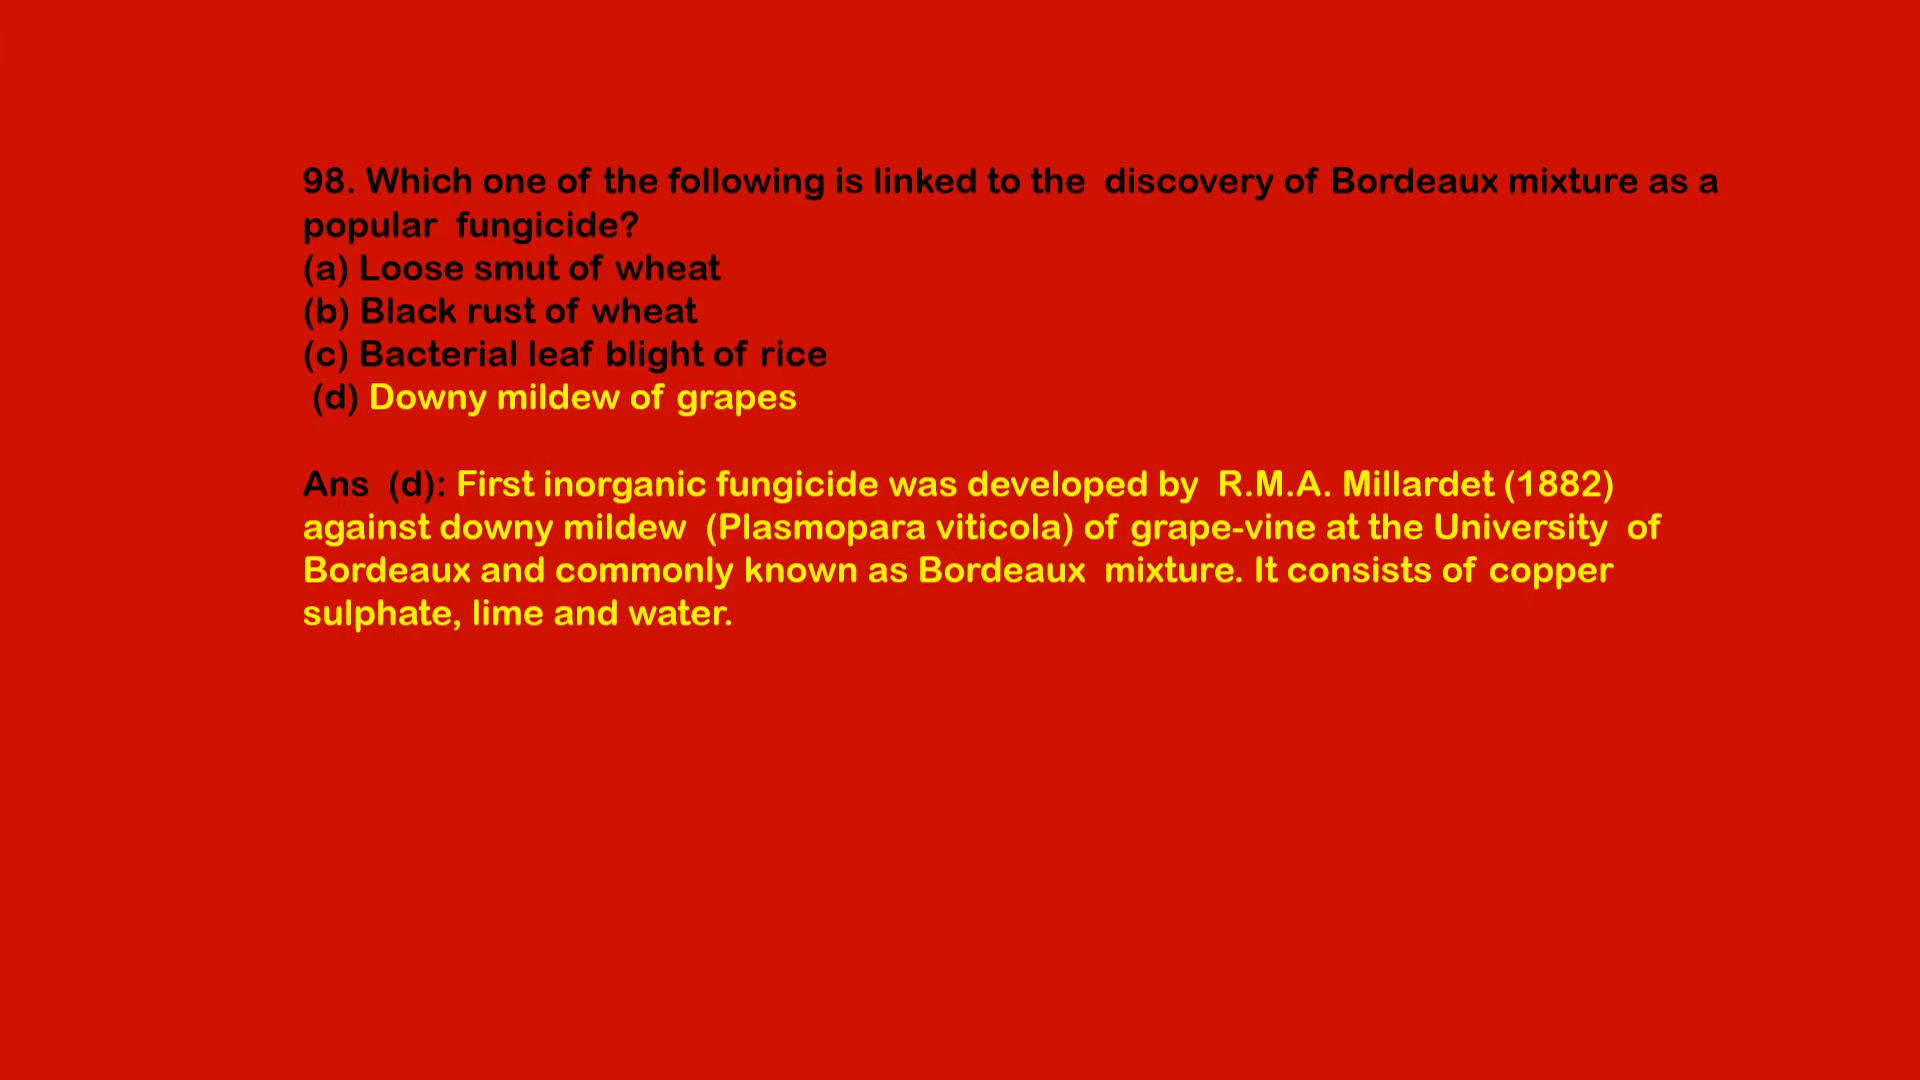 98. Which one of the following is linked to the discovery of Bordeaux mixture as a
popular fungicide?
(a) Loose smut of wheat
(b) Black rust of wheat
(c) Bacterial leaf blight of rice
(d) Downy mildew of grapes
Ans (d): First inorganic fungicide was developed by R.M.A. Millardet (1882)
against downy mildew (Plasmopara viticola) of grape-vine at the University of
Bordeaux and commonly known as Bordeaux mixture. It consists of copper
sulphate, lime and water.